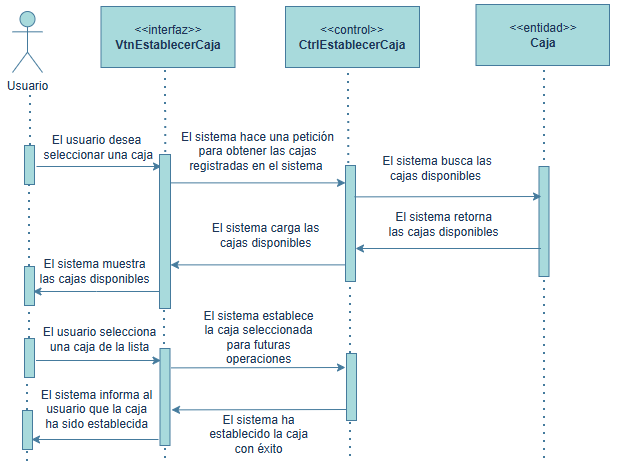 <<interfaz>>
VtnEstablecerCaja
<<control>>
CtrlEstablecerCaja
<<entidad>>
Caja
Usuario
El usuario desea
seleccionar una caja
El sistema hace una petición
para obtener las cajas
registradas en el sistema
El sistema busca las
cajas disponibles
El sistema retorna
las cajas disponibles
El sistema carga las
cajas disponibles
El sistema muestra
las cajas disponibles
El usuario selecciona
una caja de la lista
El sistema establece
la caja seleccionada
para futuras
operaciones
El sistema ha
establecido la caja
con éxito
El sistema informa al
usuario que la caja
ha sido establecida